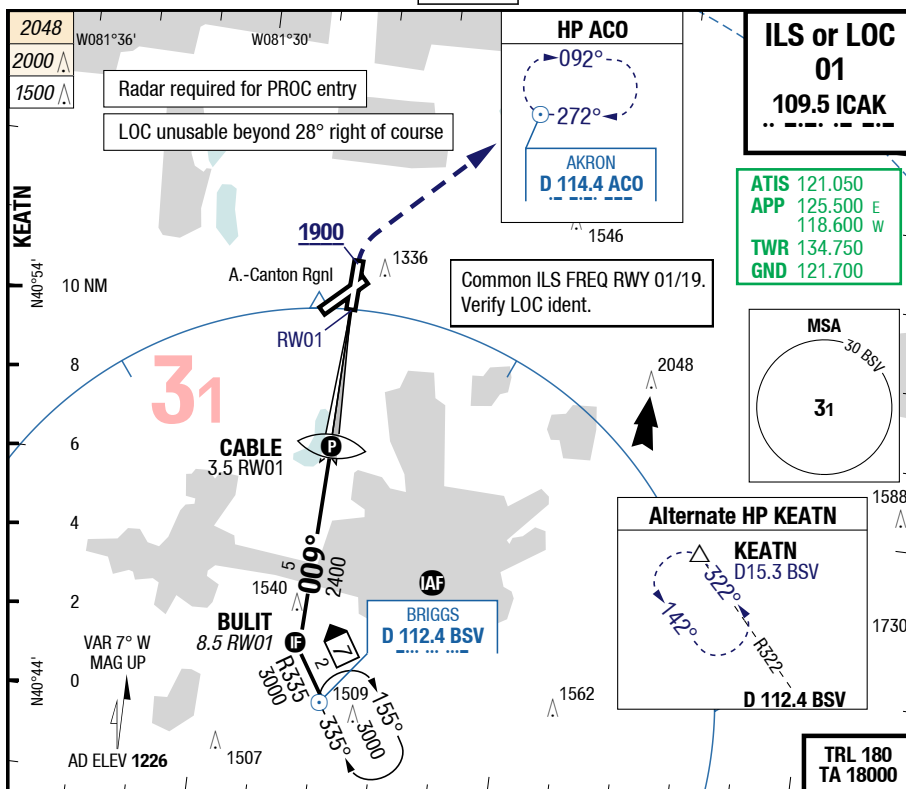 2048
2000
1500
W081°36'
W081°30'
Radar required for PROC entry
LOC unusable beyond 28° right of course
HP ACO
092°
272°
AKRON
D 114.4 ACO
ILS or LOC
01
109.5 ICAK
ATIS 121.050
APP 125.500 E
118.600 W
TWR 134.750
GND 121.700
KEATN
N40°54'
10 NM
8
6
4
2
0
N40°44'
1900
1336
1546
A.-Canton Rgnl
RW01
Common ILS FREQ RWY 01/19.
Verify LOC ident.
31
2048
MSA
30 BSV
31
CABLE
3.5 RW01
P
009°
5
2400
1540
IAF
BULIT
8.5 RW01
IF
BRIGGS
D 112.4 BSV
7
2
R335
3000
1509
155°
335°
3000
1507
1562
1588
1730
Alternate HP KEATN
KEATN
D15.3 BSV
322°
142°
R322
D 112.4 BSV
VAR 7° W
MAG UP
AD ELEV 1226
TRL 180
TA 18000